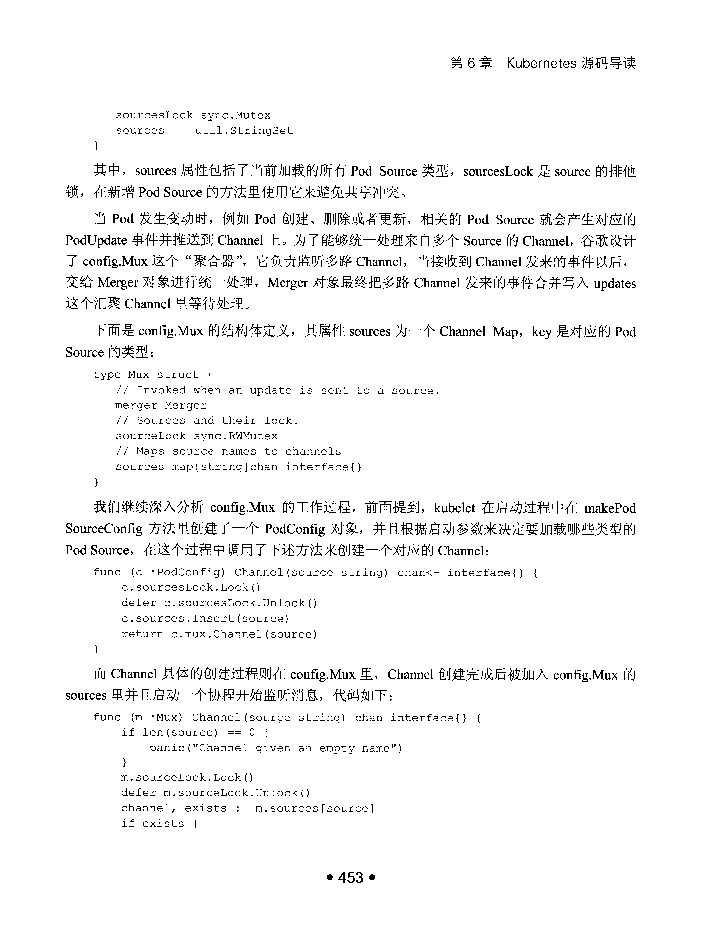 第 6 章 Kubernetes 源码导读
sourcesLock sync.Mutex
sources util.StringSet
}
其中，sources 属性包括了当前加载的所有 Pod Source 类型，sourcesLock 是 source 的排他
锁，在新增 Pod Source 的方法里使用它来避免共享冲突。
当 Pod 发生变动时，例如 Pod 创建、删除或者更新，相关的 Pod Source 就会产生对应的
PodUpdate 事件并推送到 Channel 上。为了能够统一处理来自多个 Source 的 Channel，谷歌设计
了 config.Mux 这个“聚合器”，它负责监听多路 Channel，当接收到 Channel 发来的事件以后，
交给 Merger 对象进行统一处理，Merger 对象最终把多路 Channel 发来的事件合并写入 updates
这个汇聚 Channel 里等待处理。
下面是 config.Mux 的结构体定义，其属性 sources 为一个 Channel Map，key 是对应的 Pod
Source 的类型：
type Mux struct {
// Invoked when an update is sent to a source.
merger Merger
// Sources and their lock.
sourceLock sync.RWMutex
// Maps source names to channels
sources map[string]chan interface{}
}
我们继续深入分析 config.Mux 的工作过程，前面提到，kubelet 在启动过程中在 makePod
SourceConfig 方法里创建了一个 PodConfig 对象，并且根据启动参数来决定要加载哪些类型的
Pod Source，在这个过程中调用了下述方法来创建一个对应的 Channel：
func (c *PodConfig) Channel(source string) chan<- interface{} {
c.sourcesLock.Lock()
defer c.sourcesLock.Unlock()
c.sources.Insert(source)
return c.mux.Channel(source)
}
而 Channel 具体的创建过程则在 config.Mux 里，Channel 创建完成后被加入 config.Mux 的
sources 里并且启动一个协程开始监听消息，代码如下：
func (m *Mux) Channel(source string) chan interface{} {
if len(source) == 0 {
panic("Channel given an empty name")
}
m.sourceLock.Lock()
defer m.sourceLock.Unlock()
channel, exists := m.sources[source]
if exists {
• 453 •